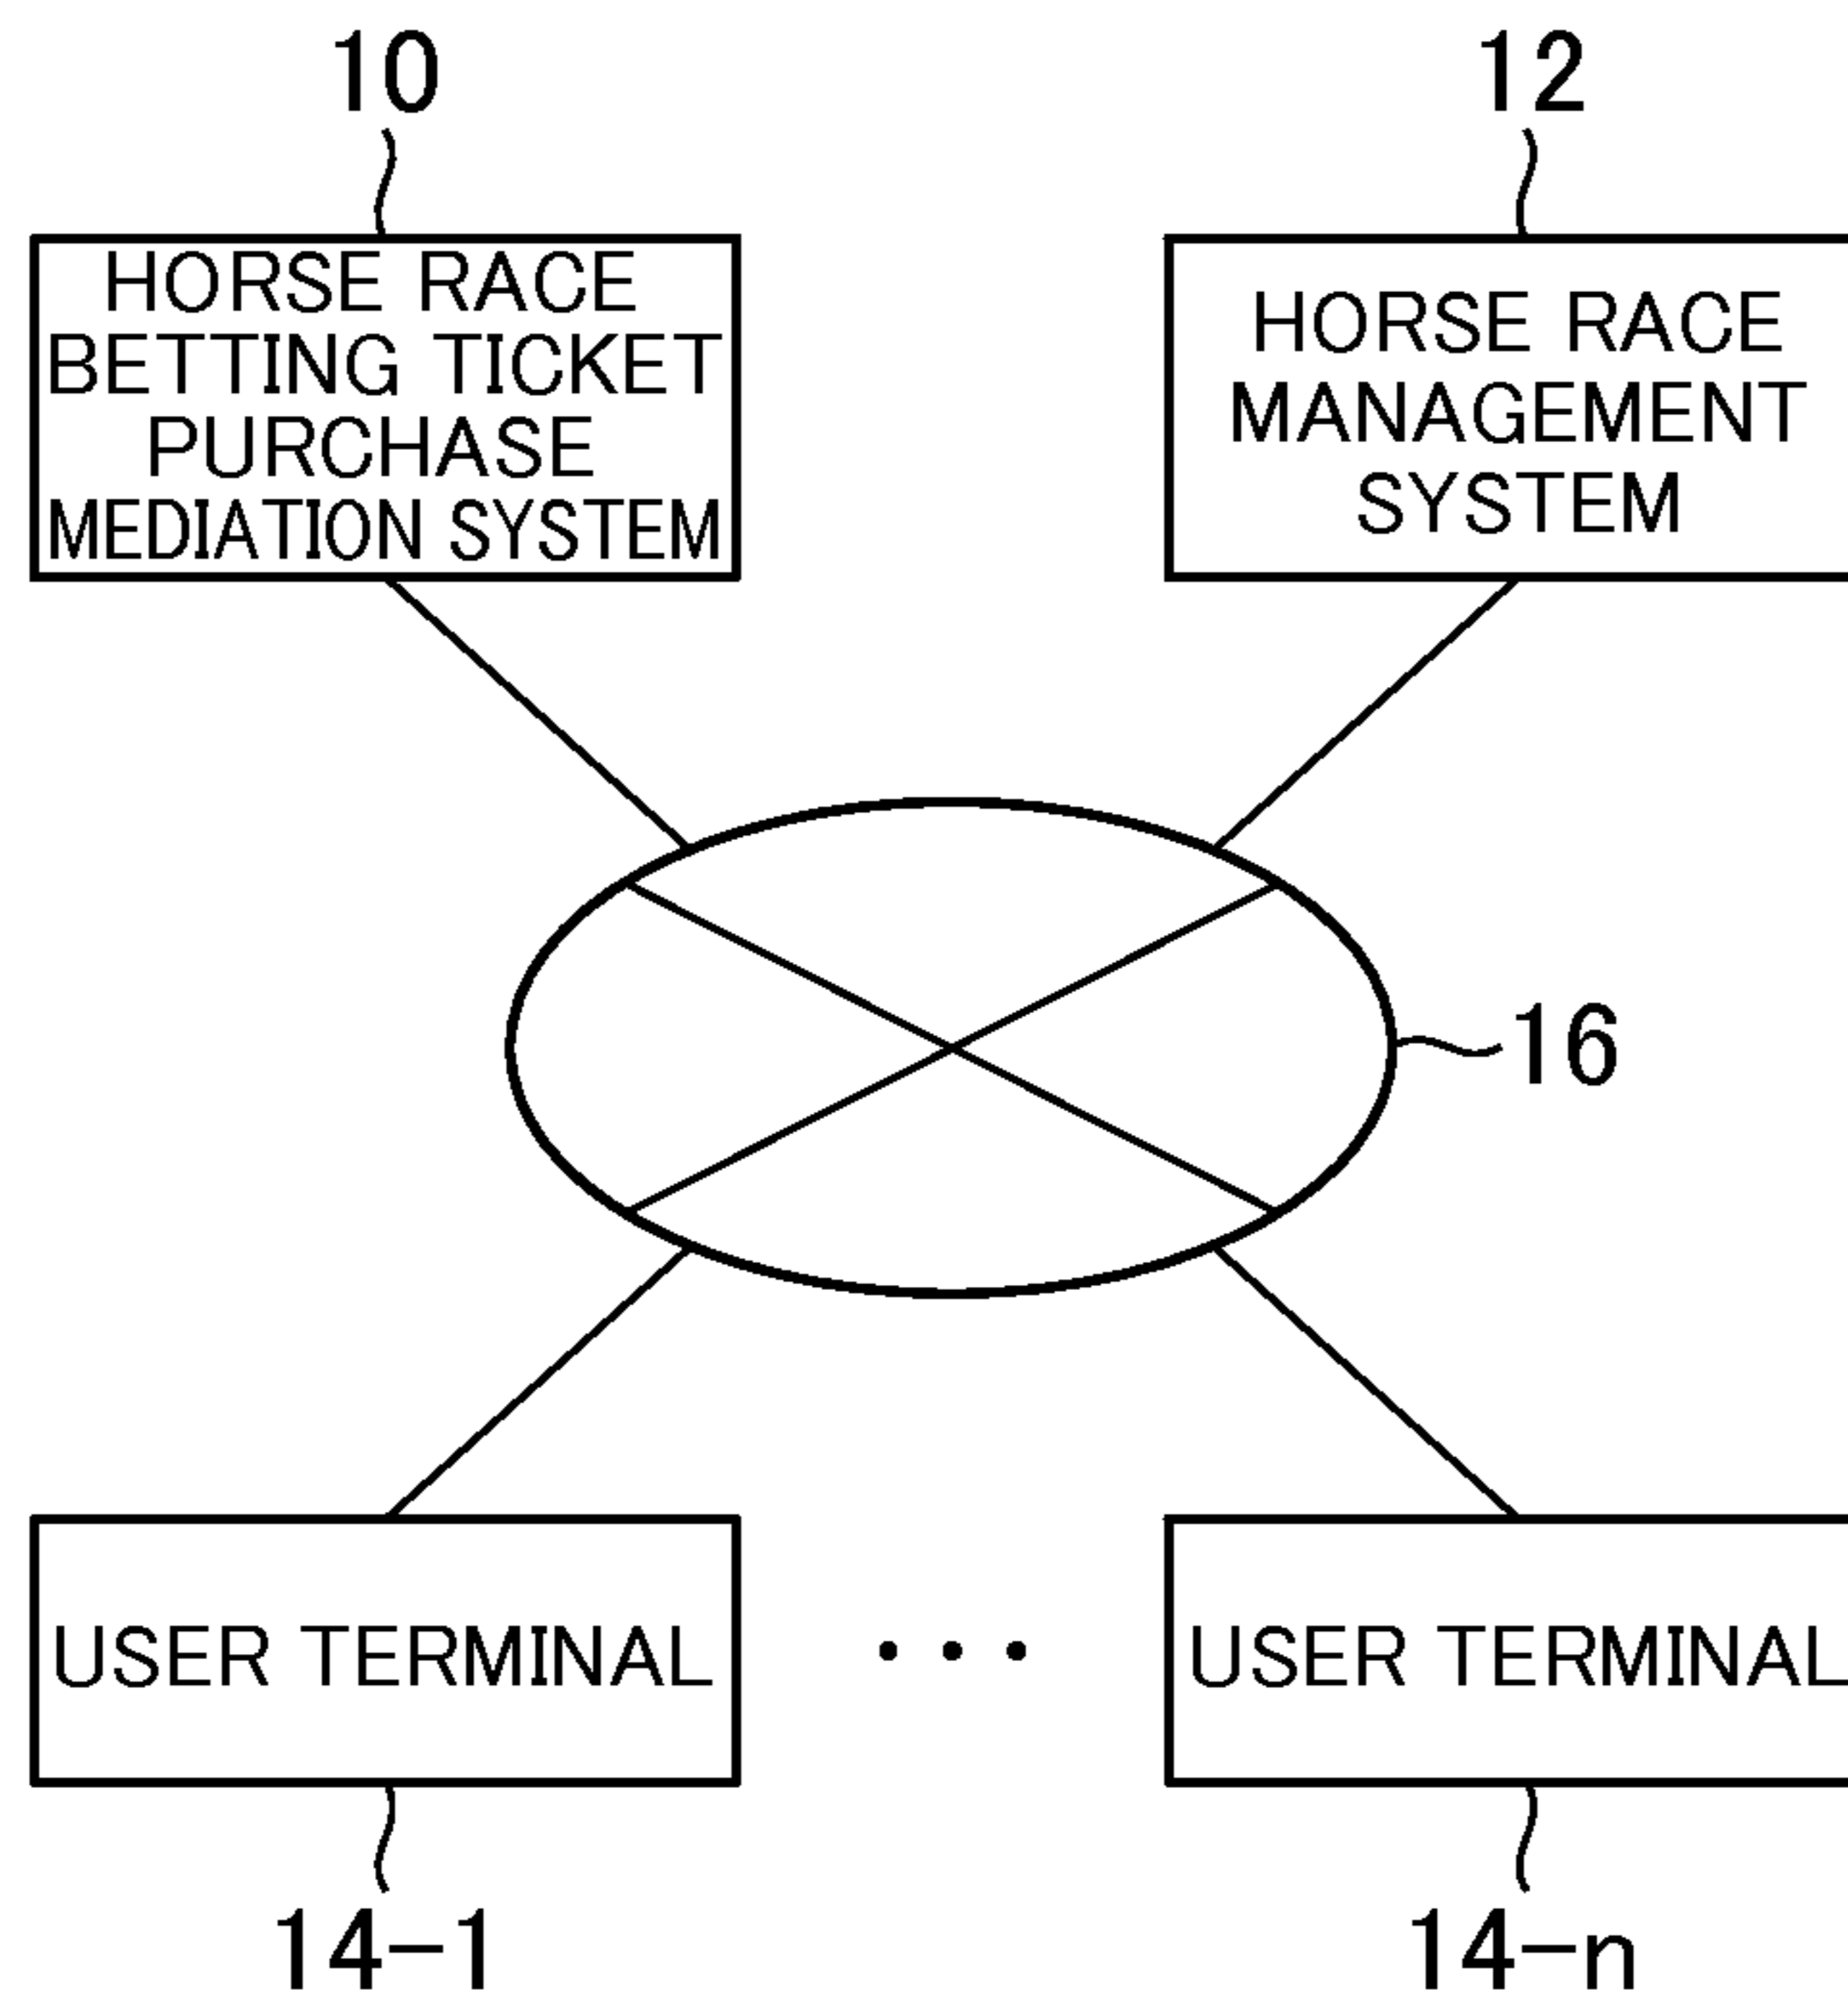 10
12
HORSE RACE
BETTING TICKET
PURCHASE
MEDIATION SYSTEM
HORSE RACE
MANAGEMENT
SYSTEM
16
USER TERMINAL
• • •
USER TERMINAL
14-1
14-n